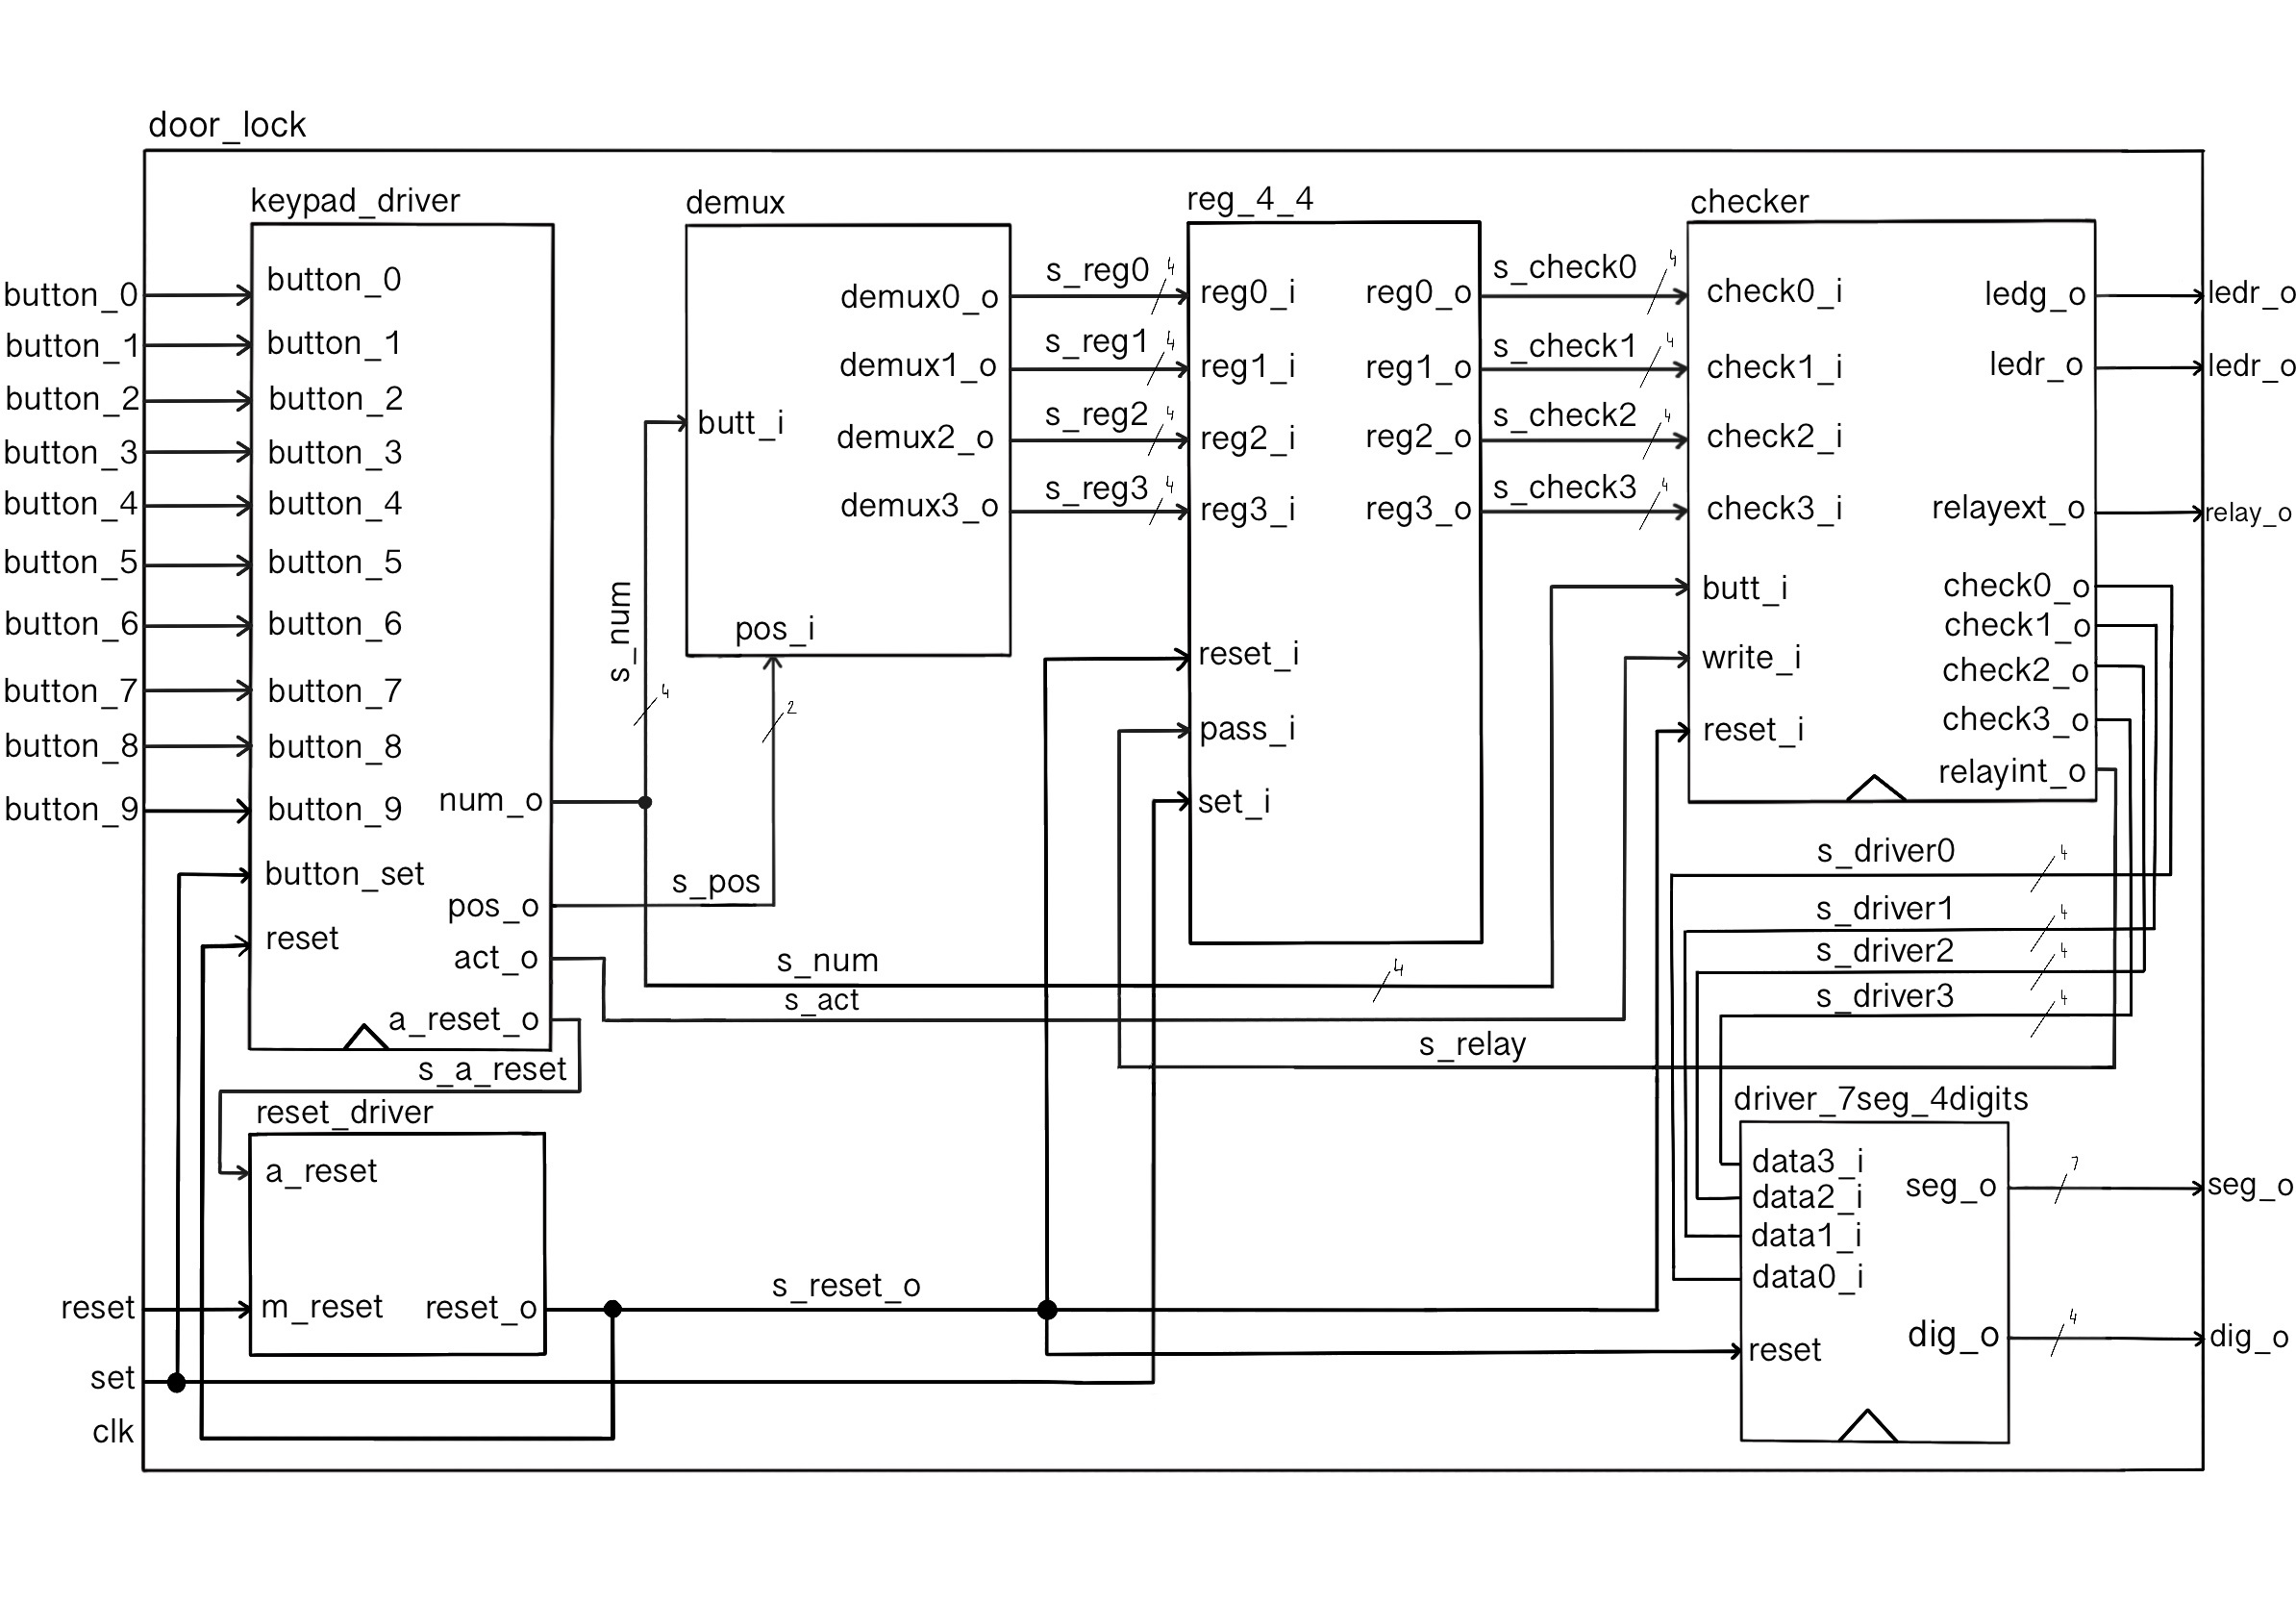 door_lock
keypad_driver
demux
reg_4_4
checker
button_0
button_1
button_2
button_3
button_4
button_5
button_6
button_7
button_8
button_9
reset
set
clk
button_0
button_1
button_2
button_3
button_4
button_5
button_6
button_7
button_8
button_9
button_set
reset
num_o
pos_o
act_o
a_reset_o
s_a_reset
reset_driver
a_reset
m_reset
reset_o
s_num
4
s_pos
2
butt_i
pos_i
demux0_o
demux1_o
demux2_o
demux3_o
s_reg0 4
s_reg1 4
s_reg2 4
s_reg3 4
reg0_i
reg1_i
reg2_i
reg3_i
reset_i
pass_i
set_i
reg0_o
reg1_o
reg2_o
reg3_o
s_check0 4
s_check1 4
s_check2 4
s_check3 4
check0_i
check1_i
check2_i
check3_i
butt_i
write_i
reset_i
ledg_o
ledr_o
relayext_o
check0_o
check1_o
check2_o
check3_o
relayint_o
ledr_o
ledr_o
relay_o
s_num 4
s_act
s_relay
s_reset_o
s_driver0 4
s_driver1 4
s_driver2 4
s_driver3 4
driver_7seg_4digits
data3_i
data2_i
data1_i
data0_i
reset
seg_o
dig_o
7
4
seg_o
dig_o